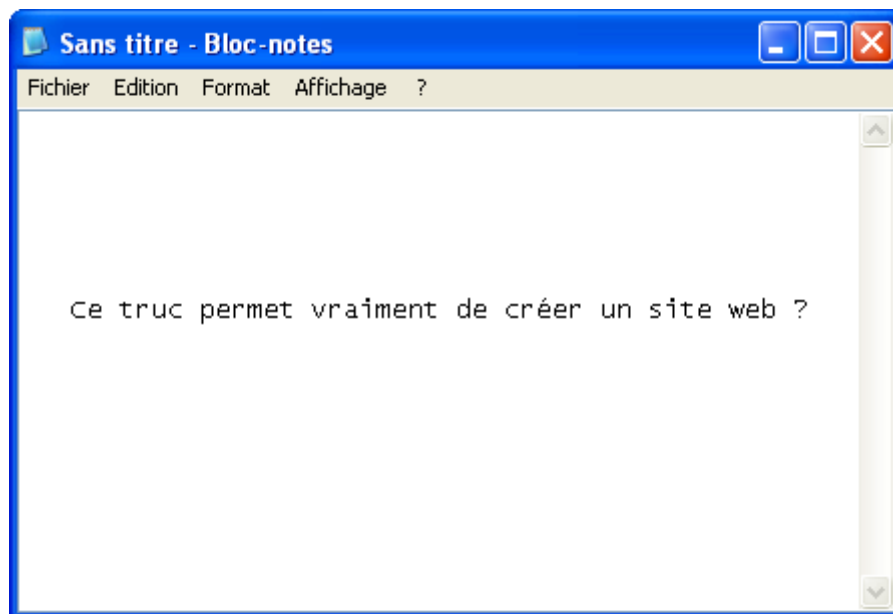 Sans titre - Bloc-notes
Fichier Edition Format Affichage ?
Ce truc permet vraiment de créer un site web ?